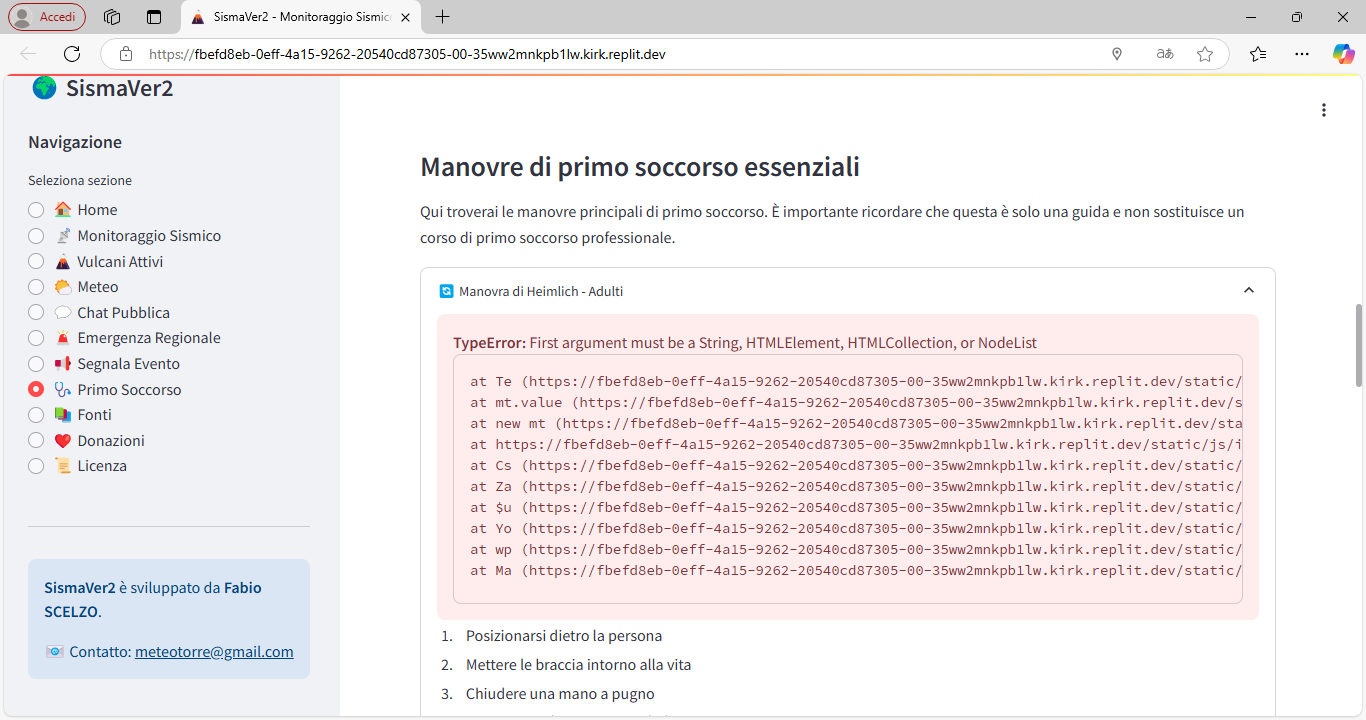 Accedi
SismaVer2 - Monitoraggio Sismic
https://fbefd8eb-0eff-4a15-9262-20540cd87305-00-35ww2mnkpb1lw.kirk.replit.dev
aあ
SismaVer2
Navigazione
Seleziona sezione
Home
Monitoraggio Sismico
Vulcani Attivi
Meteo
Chat Pubblica
Emergenza Regionale
Segnala Evento
Primo Soccorso
Fonti
Donazioni
Licenza
SismaVer2 è sviluppato da Fabio
SCELZO.
Contatto: meteotorre@gmail.com
Manovre di primo soccorso essenziali
Qui troverai le manovre principali di primo soccorso. È importante ricordare che questa è solo una guida e non sostituisce un
corso di primo soccorso professionale.
Manovra di Heimlich - Adulti
TypeError: First argument must be a String, HTMLElement, HTMLCollection, or NodeList
at Te (https://fbefd8eb-0eff-4a15-9262-20540cd87305-00-35ww2mnkpb1lw.kirk.replit.dev/static/
at mt.value (https://fbefd8eb-0eff-4a15-9262-20540cd87305-00-35ww2mnkpb1lw.kirk.replit.dev/s
at new mt (https://fbefd8eb-0eff-4a15-9262-20540cd87305-00-35ww2mnkpb1lw.kirk.replit.dev/sta
at https://fbefd8eb-0eff-4a15-9262-20540cd87305-00-35ww2mnkpb1lw.kirk.replit.dev/static/js/i
at Cs (https://fbefd8eb-0eff-4a15-9262-20540cd87305-00-35ww2mnkpb1lw.kirk.replit.dev/static/
at Za (https://fbefd8eb-0eff-4a15-9262-20540cd87305-00-35ww2mnkpb1lw.kirk.replit.dev/static/
at $u (https://fbefd8eb-0eff-4a15-9262-20540cd87305-00-35ww2mnkpb1lw.kirk.replit.dev/static/
at Yo (https://fbefd8eb-0eff-4a15-9262-20540cd87305-00-35ww2mnkpb1lw.kirk.replit.dev/static/
at wp (https://fbefd8eb-0eff-4a15-9262-20540cd87305-00-35ww2mnkpb1lw.kirk.replit.dev/static/
at Ma (https://fbefd8eb-0eff-4a15-9262-20540cd87305-00-35ww2mnkpb1lw.kirk.replit.dev/static/
1. Posizionarsi dietro la persona
2. Mettere le braccia intorno alla vita
3. Chiudere una mano a pugno